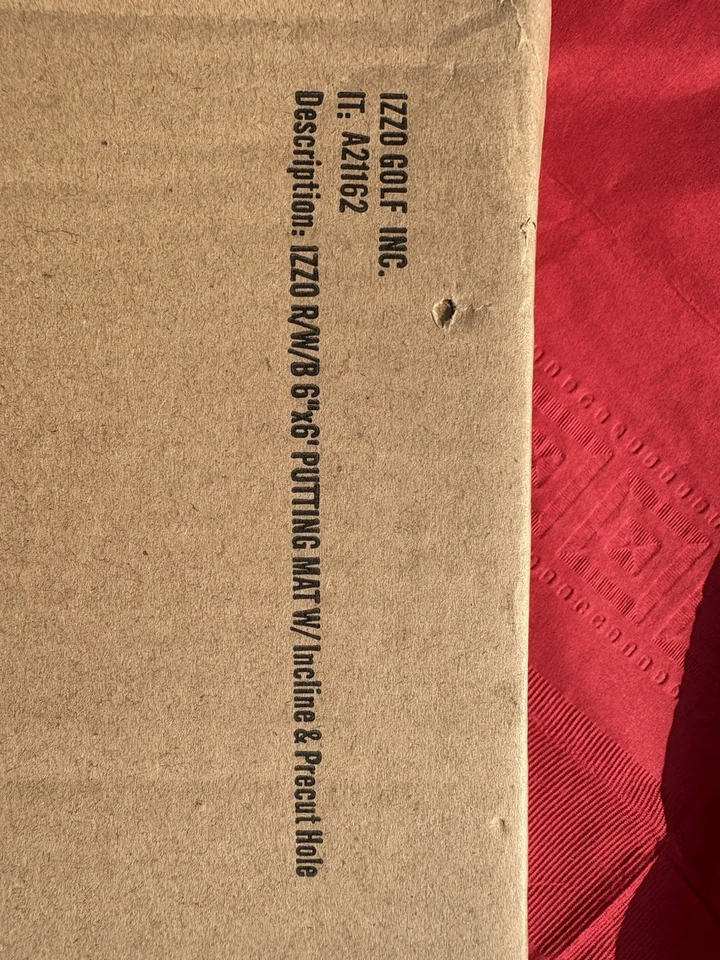 IZZO GOLF INC.
IT: A21162
Description: IZZO R/W/B 6"x6' PUTTING MAT W/ Incline & Precut Hole